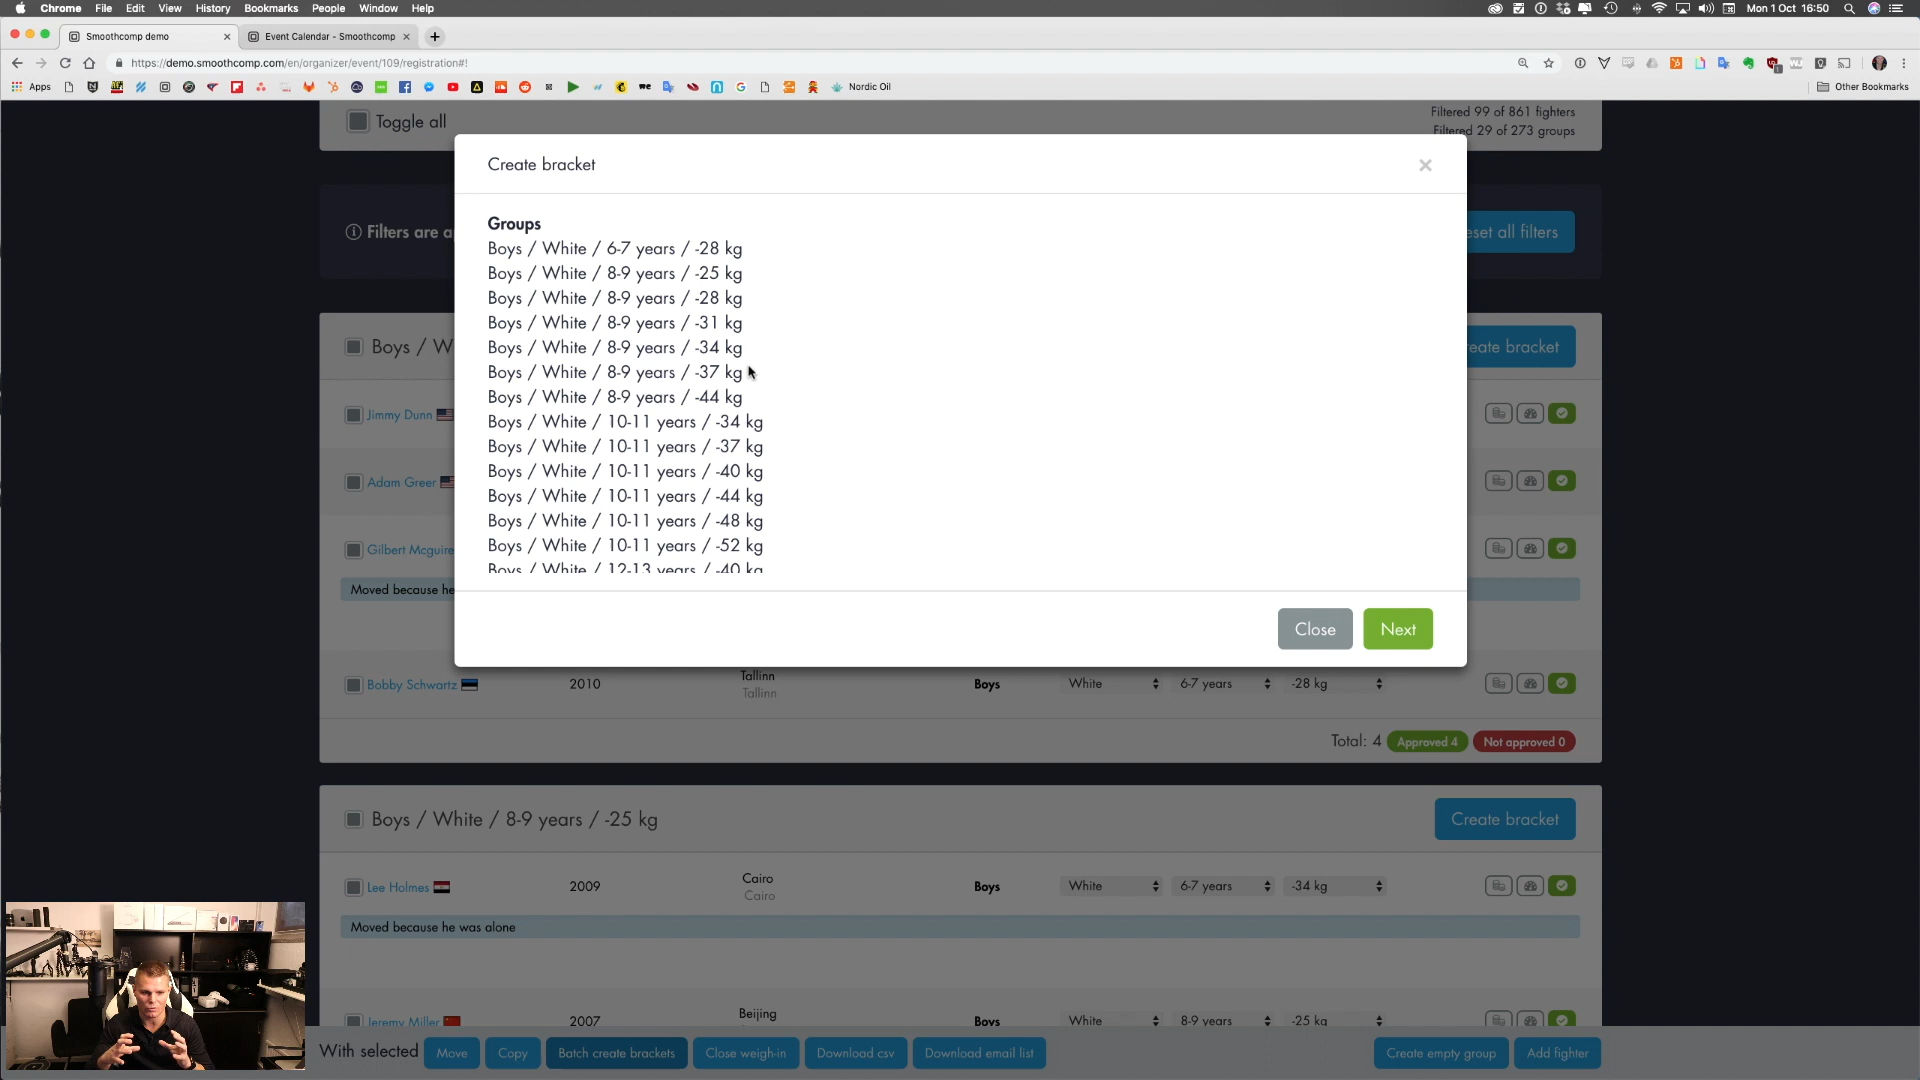 Chrome File Edit View History Bookmarks People Window Help
Mon 1 Oct 16:50
Smoothcomp demo
Event Calendar - Smoothcomp
https://demo.smoothcomp.com/en/organizer/event/109/registration#!
Apps
Nordic Oil
Other Bookmarks
Toggle all
Filtered 99 of 861 fighters
Filtered 29 of 273 groups
Create bracket
Filters are a
eset all filters
Groups
Boys / White / 6-7 years / -28 kg
Boys / White / 8-9 years / -25 kg
Boys / White / 8-9 years / -28 kg
Boys / White / 8-9 years / -31 kg
Boys / White / 8-9 years / -34 kg
Boys / White / 8-9 years / -37 kg
Boys / White / 8-9 years / -44 kg
Boys / White / 10-11 years / -34 kg
Boys / White / 10-11 years / -37 kg
Boys / White / 10-11 years / -40 kg
Boys / White / 10-11 years / -44 kg
Boys / White / 10-11 years / -48 kg
Boys / White / 10-11 years / -52 kg
Boys / White / 12-13 years / -40 kg
Close Next
Boys / W
eate bracket
Jimmy Dunn
Adam Greer
Gilbert Mcguire
Moved because he
Bobby Schwartz 2010 Tallinn Boys White 6-7 years -28 kg
Tallinn
Total: 4 Approved 4 Not approved 0
Boys / White / 8-9 years / -25 kg Create bracket
Lee Holmes 2009 Cairo Boys White 6-7 years -34 kg
Cairo
Moved because he was alone
Jeremy Miller 2007 Beijing Boys White 8-9 years -25 kg
With selected Move Copy Batch create brackets Close weigh-in Download csv Download email list Create empty group Add fighter